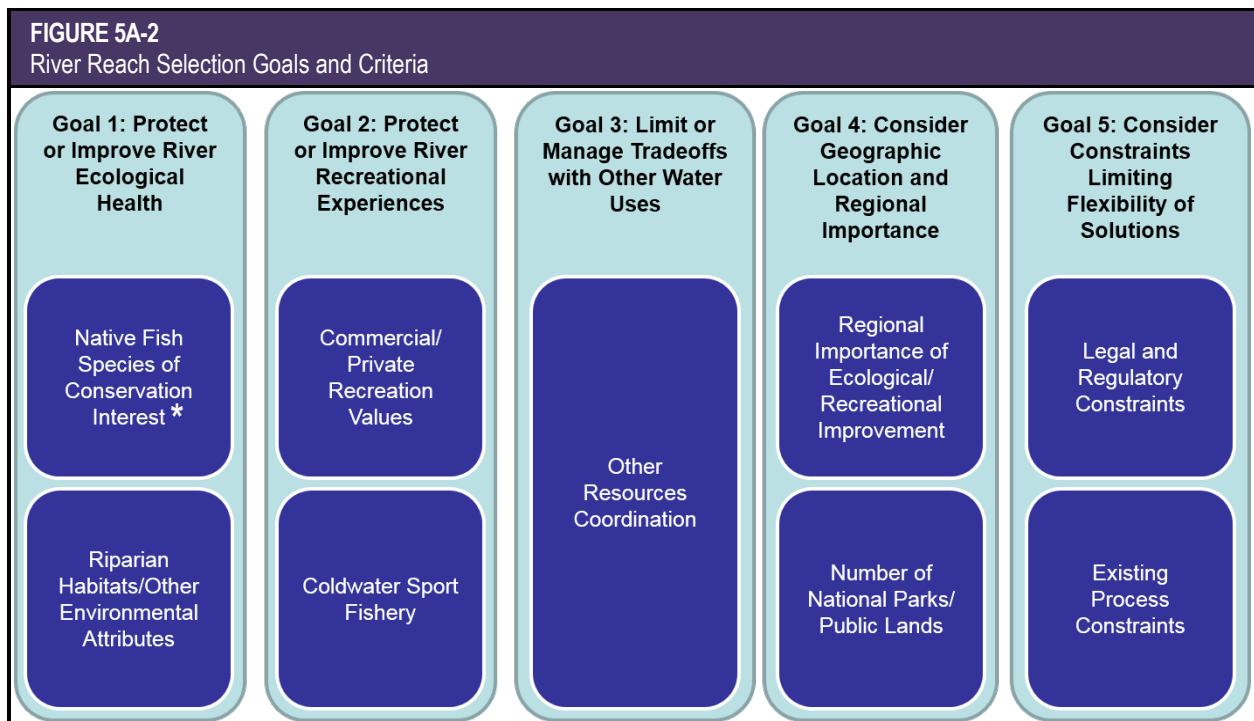 FIGURE 5A-2
River Reach Selection Goals and Criteria
Goal 1: Protect
or Improve River
Ecological
Health
Native Fish
Species of
Conservation
Interest *
Riparian
Habitats/Other
Environmental
Attributes
Goal 2: Protect
or Improve River
Recreational
Experiences
Commercial/
Private
Recreation
Values
Coldwater Sport
Fishery
Goal 3: Limit or
Manage Tradeoffs
with Other Water
Uses
Other
Resources
Coordination
Goal 4: Consider
Geographic
Location and
Regional
Importance
Regional
Importance of
Ecological/
Recreational
Improvement
Number of
National Parks/
Public Lands
Goal 5: Consider
Constraints
Limiting
Flexibility of
Solutions
Legal and
Regulatory
Constraints
Existing
Process
Constraints